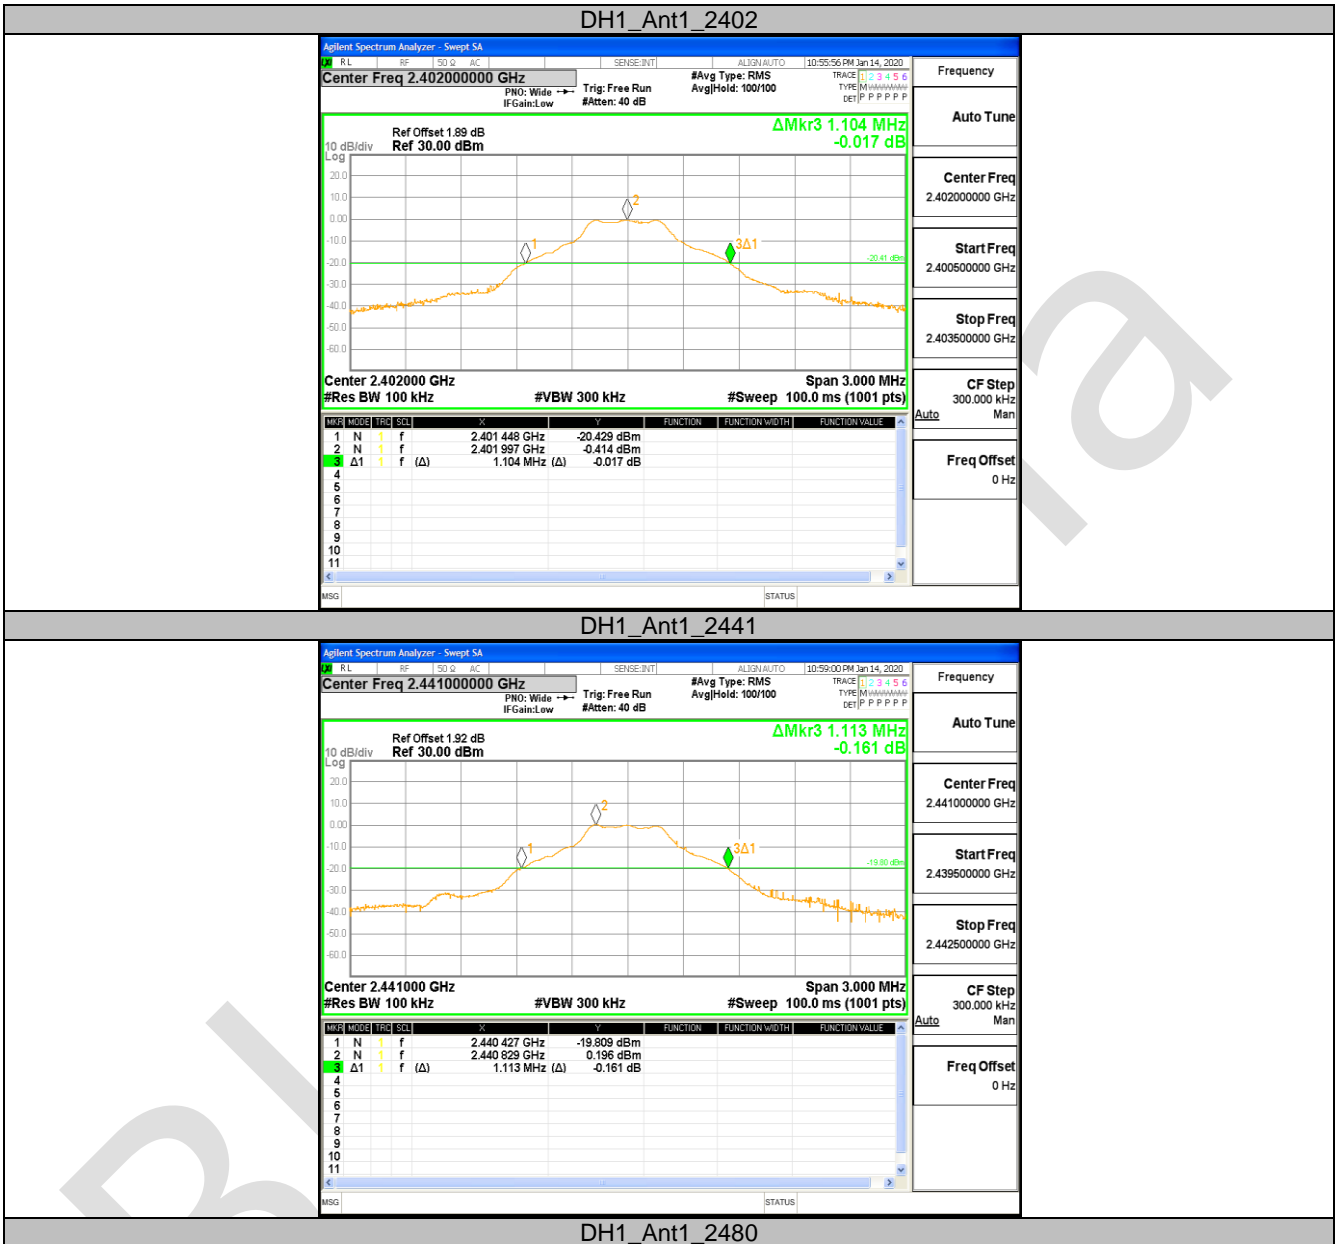 DH1_Ant1_2402
Agilent Spectrum Analyzer - Swept SA
LXI RL RF 50 Ω AC SENSE:INT ALIGN AUTO 10:55:56 PM Jan 14, 2020
Center Freq 2.402000000 GHz #Avg Type: RMS TRACE 1 2 3 4 5 6
PNO: Wide Trig: Free Run Avg|Hold: 100/100 TYPE M WWWWW
IFGain:Low #Atten: 40 dB DET P P P P P P
ΔMkr3 1.104 MHz
Ref Offset 1.89 dB
-0.017 dB
10 dB/div Ref 30.00 dBm
Log
20.0
10.0
2
0.00
-10.0
1 3Δ1
-20.0
-20.41 dBm
-30.0
-40.0
-50.0
-60.0
Center 2.402000 GHz Span 3.000 MHz
#Res BW 100 kHz #VBW 300 kHz #Sweep 100.0 ms (1001 pts)
MKR MODE TRC SCL X Y FUNCTION FUNCTION WIDTH FUNCTION VALUE
1 N 1 f 2.401 448 GHz -20.429 dBm
2 N 1 f 2.401 997 GHz -0.414 dBm
3 Δ1 1 f (Δ) 1.104 MHz (Δ) -0.017 dB
4
5
6
7
8
9
10
11
MSG STATUS
Frequency
Auto Tune
Center Freq
2.402000000 GHz
Start Freq
2.400500000 GHz
Stop Freq
2.403500000 GHz
CF Step
300.000 kHz
Auto Man
Freq Offset
0 Hz
DH1_Ant1_2441
Agilent Spectrum Analyzer - Swept SA
LXI RL RF 50 Ω AC SENSE:INT ALIGN AUTO 10:59:00 PM Jan 14, 2020
Center Freq 2.441000000 GHz #Avg Type: RMS TRACE 1 2 3 4 5 6
PNO: Wide Trig: Free Run Avg|Hold: 100/100 TYPE M WWWWW
IFGain:Low #Atten: 40 dB DET P P P P P P
ΔMkr3 1.113 MHz
Ref Offset 1.92 dB
-0.161 dB
10 dB/div Ref 30.00 dBm
Log
20.0
10.0
2
0.00
-10.0
1 3Δ1
-20.0
-19.80 dBm
-30.0
-40.0
-50.0
-60.0
Center 2.441000 GHz Span 3.000 MHz
#Res BW 100 kHz #VBW 300 kHz #Sweep 100.0 ms (1001 pts)
MKR MODE TRC SCL X Y FUNCTION FUNCTION WIDTH FUNCTION VALUE
1 N 1 f 2.440 427 GHz -19.809 dBm
2 N 1 f 2.440 829 GHz 0.196 dBm
3 Δ1 1 f (Δ) 1.113 MHz (Δ) -0.161 dB
4
5
6
7
8
9
10
11
MSG STATUS
Frequency
Auto Tune
Center Freq
2.441000000 GHz
Start Freq
2.439500000 GHz
Stop Freq
2.442500000 GHz
CF Step
300.000 kHz
Auto Man
Freq Offset
0 Hz
DH1_Ant1_2480